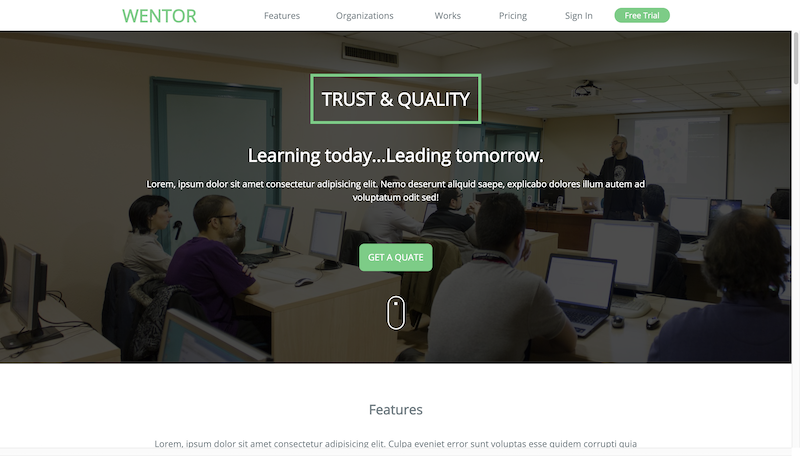 WENTOR
Features
Organizations
Works
Pricing
Sign In
Free Trial
TRUST & QUALITY
Learning today...Leading tomorrow.
Lorem, ipsum dolor sit amet consectetur adipisicing elit. Nemo deserunt aliquid saepe, explicabo dolores illum autem ad
voluptatum odit sed!
GET A QUATE
Features
Lorem, ipsum dolor sit amet consectetur adipisicing elit. Culpa eveniet error sunt voluptas esse quidem corrupti quia